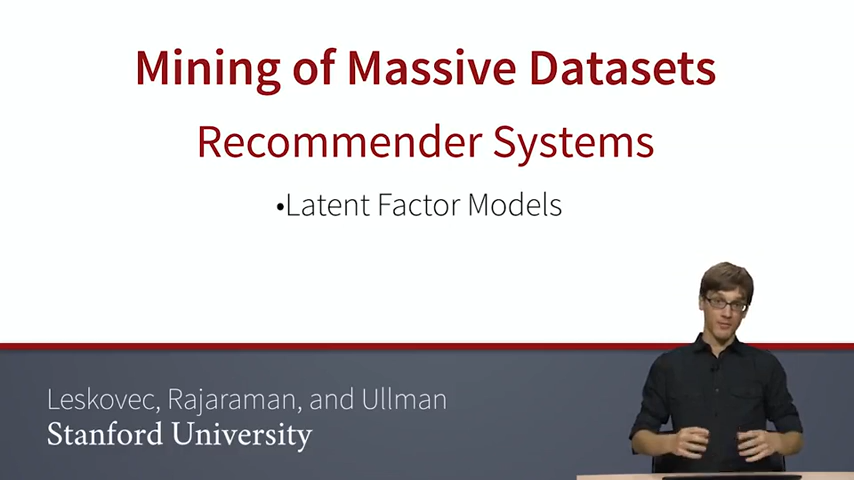 Mining of Massive Datasets
Recommender Systems
•Latent Factor Models
Leskovec, Rajaraman, and Ullman
Stanford University